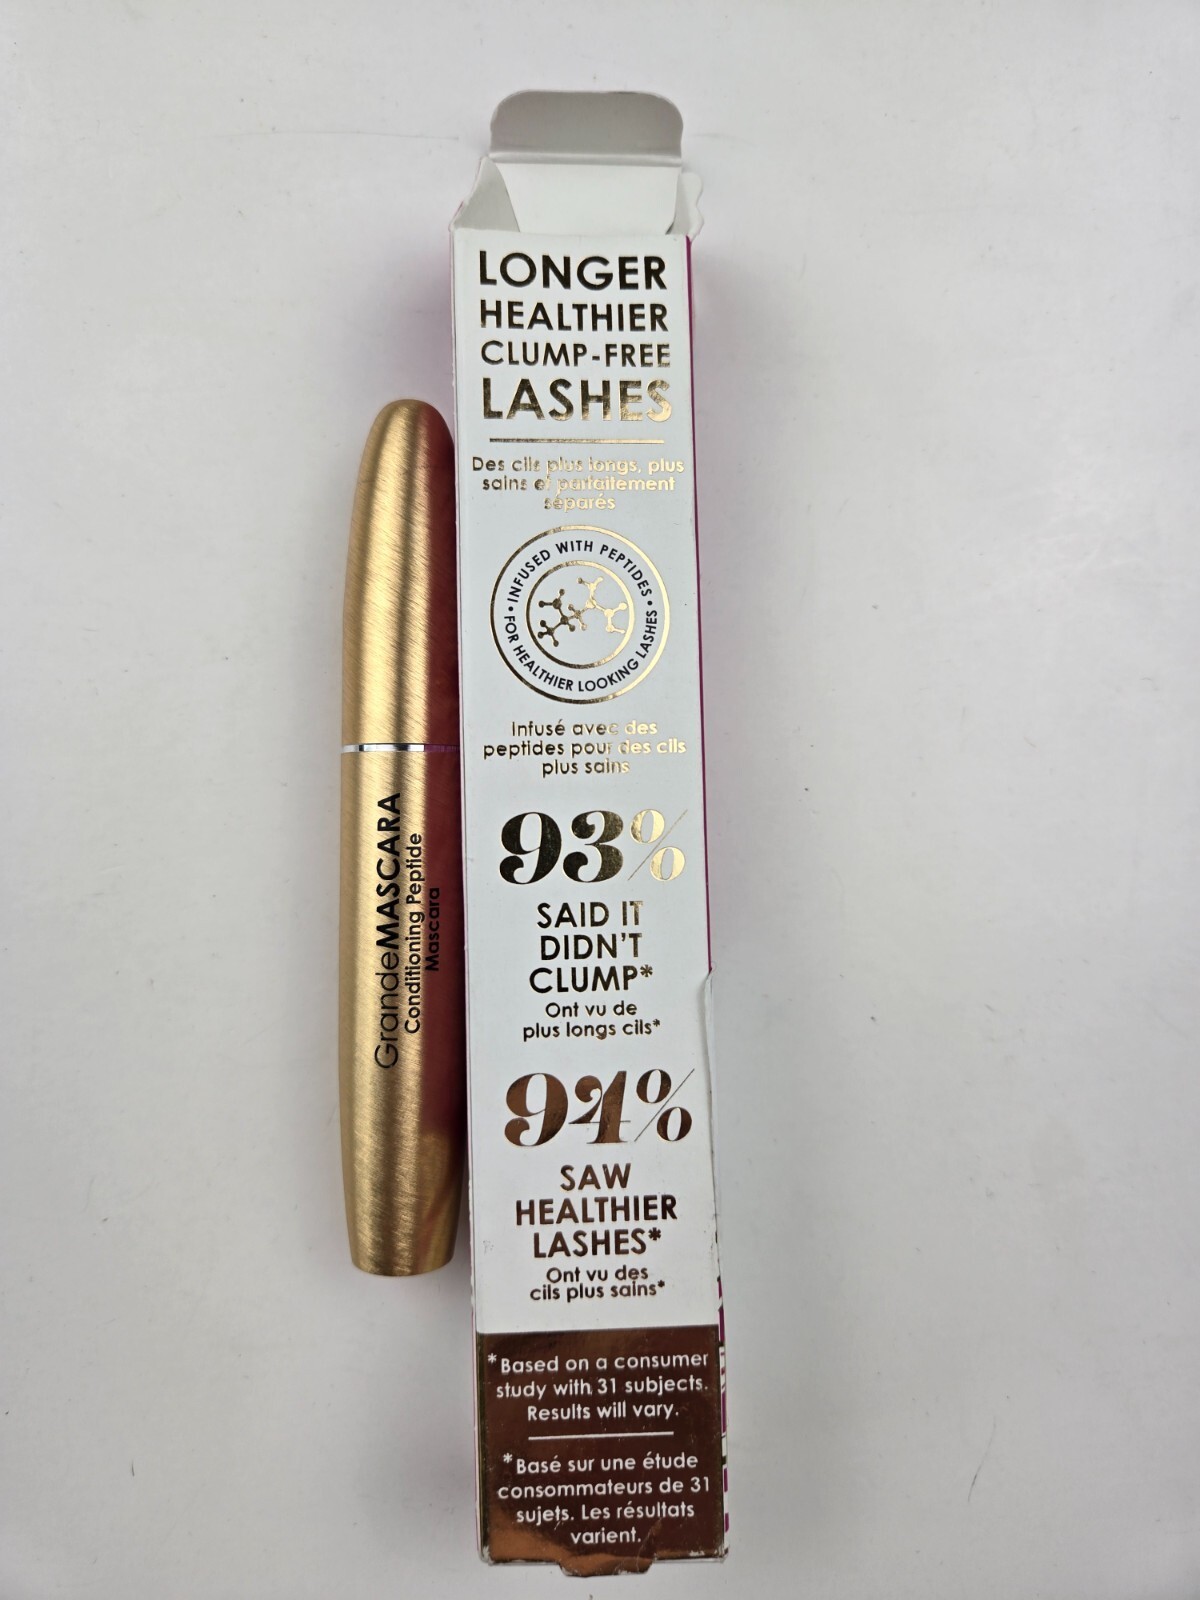 GrandeMASCARA
Conditioning Peptide
Mascara
LONGER
HEALTHIER
CLUMP-FREE
LASHES
Des cils plus longs, plus
sains et parfaitement
séparés
• INFUSED WITH PEPTIDES •
FOR HEALTHIER LOOKING LASHES
Infusé avec des
peptides pour des cils
plus sains
93%
SAID IT
DIDN'T
CLUMP*
Ont vu de
plus longs cils*
94%
SAW
HEALTHIER
LASHES*
Ont vu des
cils plus sains*
*Based on a consumer
study with 31 subjects.
Results will vary.
*Basé sur une étude
consommateurs de 31
sujets. Les résultats
varient.